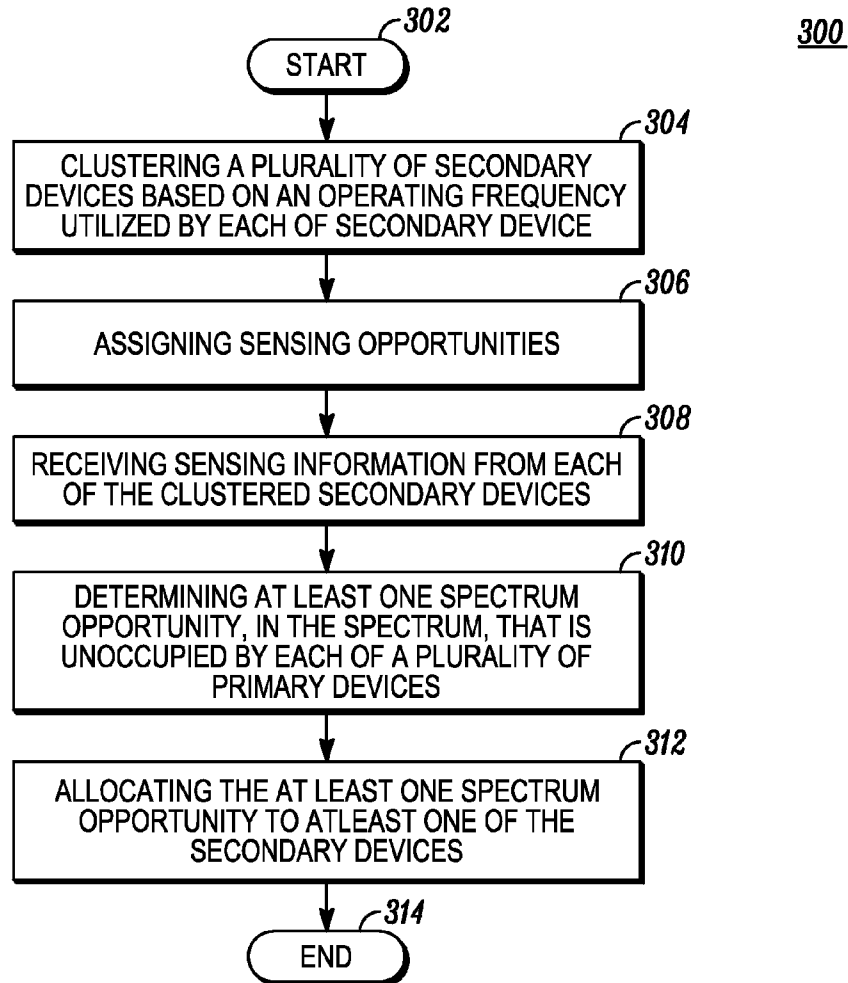 302
300
START
304
CLUSTERING A PLURALITY OF SECONDARY
DEVICES BASED ON AN OPERATING FREQUENCY
UTILIZED BY EACH OF SECONDARY DEVICE
306
ASSIGNING SENSING OPPORTUNITIES
308
RECEIVING SENSING INFORMATION FROM EACH
OF THE CLUSTERED SECONDARY DEVICES
310
DETERMINING AT LEAST ONE SPECTRUM
OPPORTUNITY, IN THE SPECTRUM, THAT IS
UNOCCUPIED BY EACH OF A PLURALITY OF
PRIMARY DEVICES
312
ALLOCATING THE AT LEAST ONE SPECTRUM
OPPORTUNITY TO ATLEAST ONE OF THE
SECONDARY DEVICES
314
END